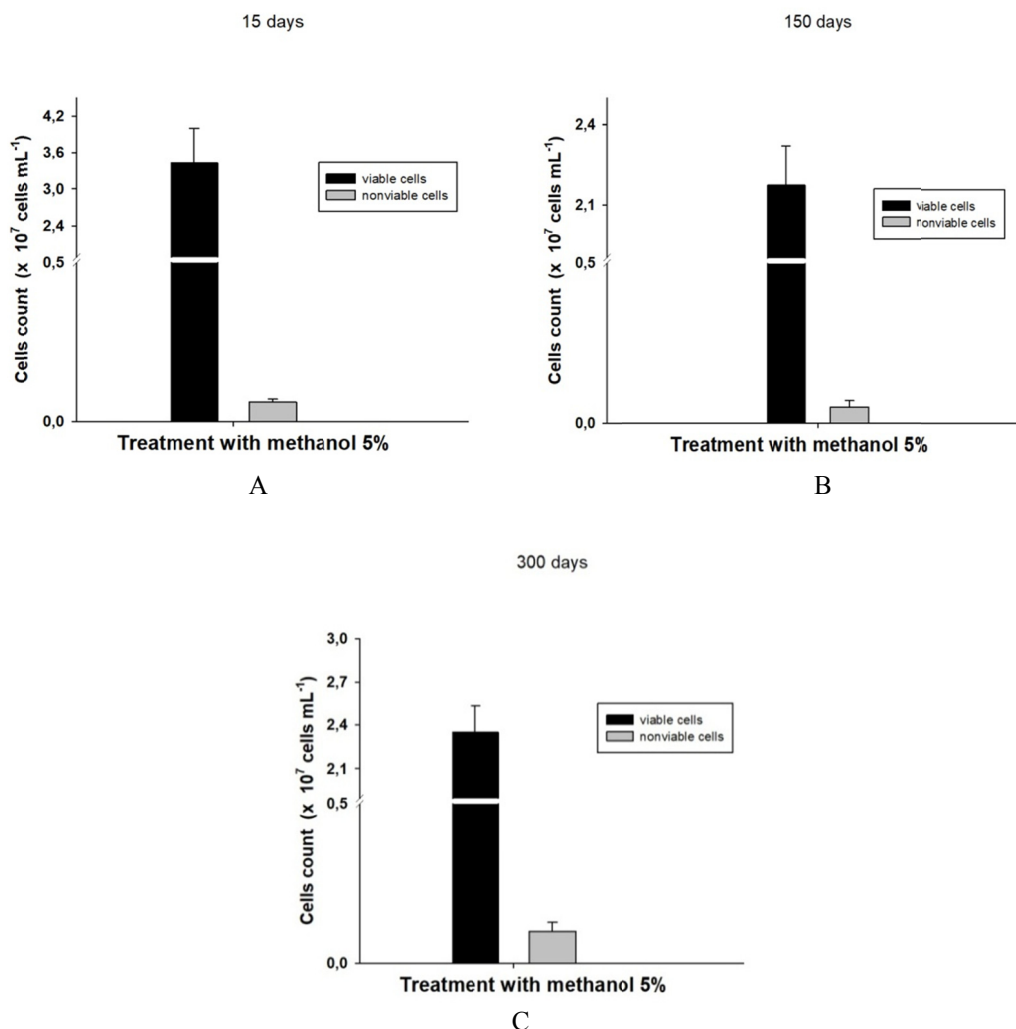 15 days
4,2
3,6
3,0
2,4
0,5
0,0
Cells count (x 10⁷ cells mL⁻¹)
viable cells
nonviable cells
Treatment with methanol 5%
A
150 days
2,4
2,1
0,5
0,0
Cells count (x 10⁷ cells mL⁻¹)
viable cells
nonviable cells
Treatment with methanol 5%
B
300 days
3,0
2,7
2,4
2,1
0,5
0,0
Cells count (x 10⁷ cells mL⁻¹)
viable cells
nonviable cells
Treatment with methanol 5%
C